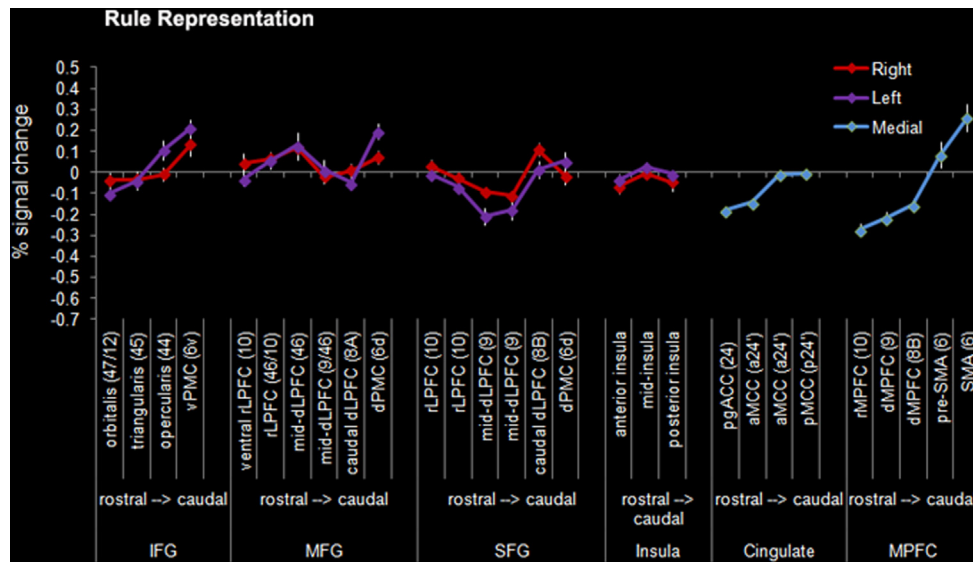 Rule Representation
% signal change
0.5
0.4
0.3
0.2
0.1
0
-0.1
-0.2
-0.3
-0.4
-0.5
-0.6
-0.7
Right
Left
Medial
orbitalis (47/12)
triangularis (45)
opercularis (44)
vPMC (6v)
ventral rLPFC (10)
rLPFC (46/10)
mid-dLPFC (46)
mid-dLPFC (9/46)
caudal dLPFC (8A)
dPMC (6d)
rLPFC (10)
rLPFC (10)
mid-dLPFC (9)
mid-dLPFC (9)
caudal dLPFC (8B)
dPMC (6d)
anterior insula
mid-insula
posterior insula
pgACC (24)
aMCC (a24')
aMCC (a24')
pMCC (p24')
rMPFC (10)
dMPFC (9)
dMPFC (8B)
pre-SMA (6)
SMA (6)
rostral --> caudal
rostral --> caudal
rostral --> caudal
rostral -->
caudal
rostral --> caudal
rostral --> caudal
IFG
MFG
SFG
Insula
Cingulate
MPFC